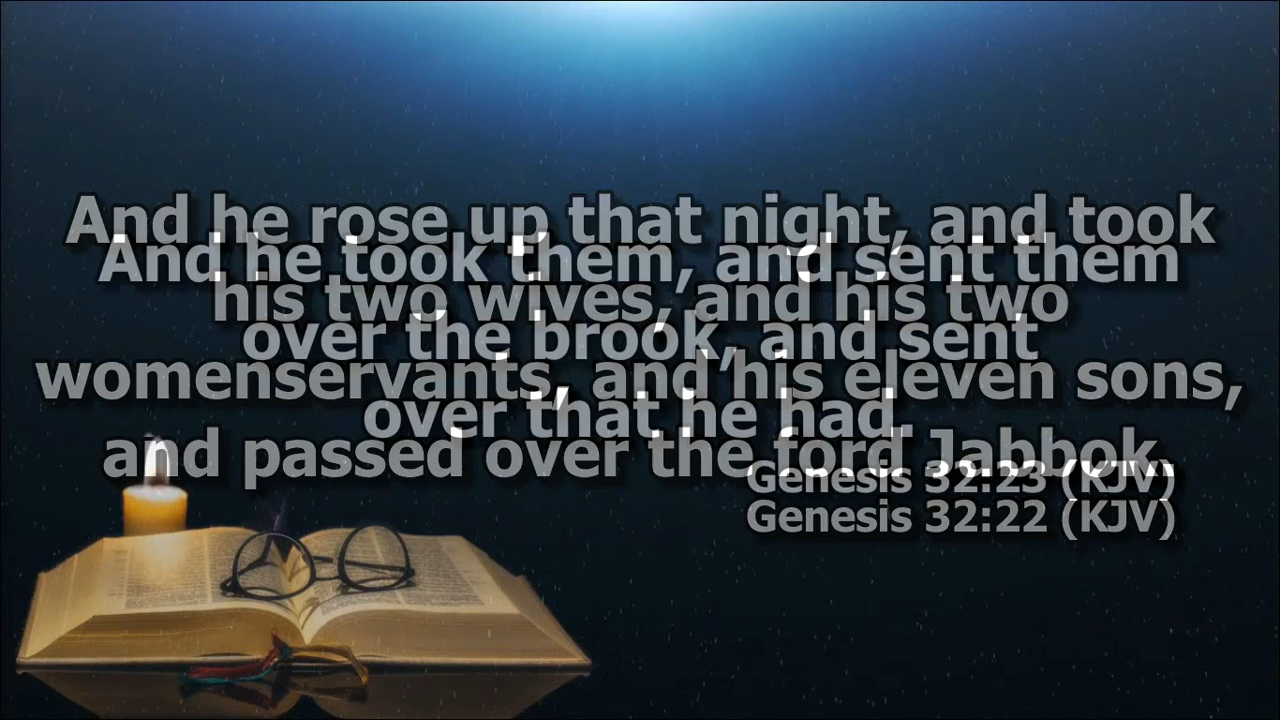 And he rose up that night, and took
his two wives, and his two
womenservants, and his eleven sons,
and passed over the ford Jabbok.
Genesis 32:22 (KJV)
And he took them, and sent them
over the brook, and sent
over that he had.
Genesis 32:23 (KJV)